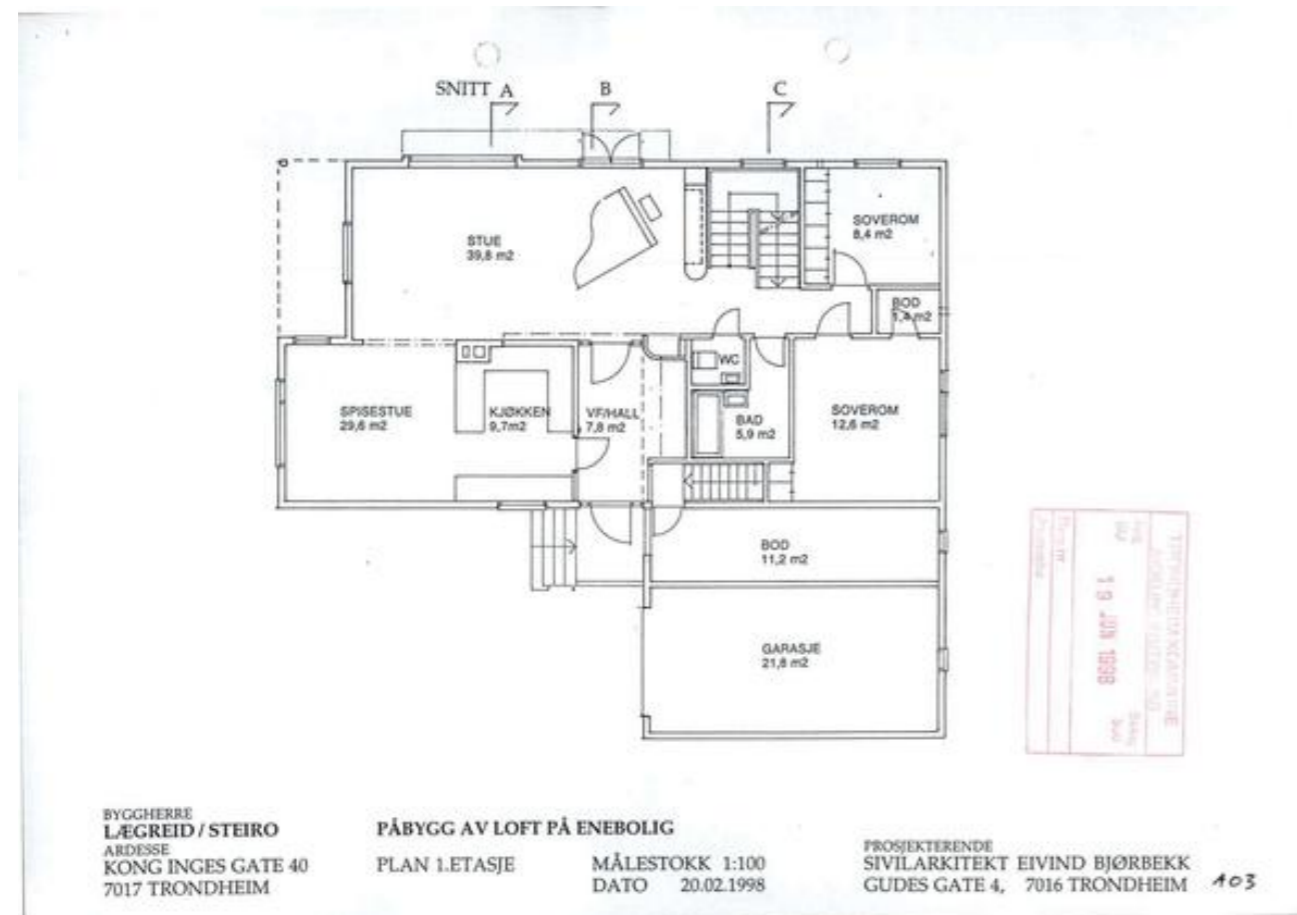 SNITT A
B
C
STUE
39,8 m2
SOVEROM
8,4 m2
BOD
1,4 m2
WC
SPISESTUE
29,6 m2
KJØKKEN
9,7m2
VF/HALL
7,8 m2
BAD
5,9 m2
SOVEROM
12,6 m2
BOD
11,2 m2
GARASJE
21,8 m2
19 JUN 1998
BYGGHERRE
LÆGREID / STEIRO
ARDESSE
KONG INGES GATE 40
7017 TRONDHEIM
PÅBYGG AV LOFT PÅ ENEBOLIG
PLAN 1.ETASJE
MÅLESTOKK 1:100
DATO 20.02.1998
PROSJEKTERENDE
SIVILARKITEKT EIVIND BJØRBEKK
GUDES GATE 4, 7016 TRONDHEIM
A03